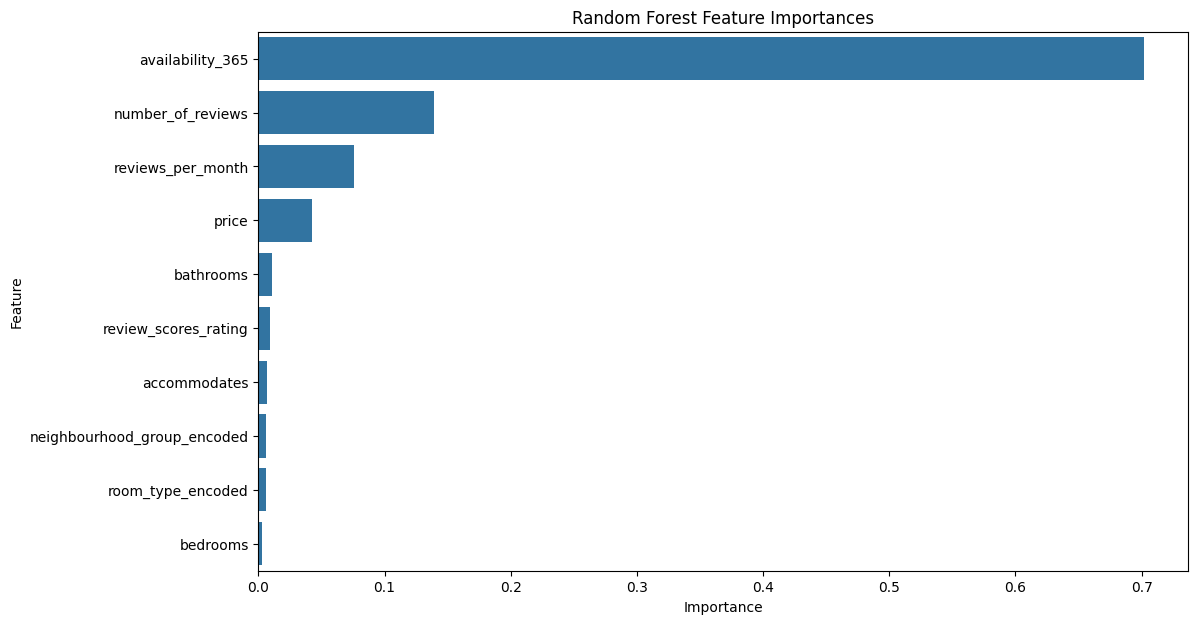 Random Forest Feature Importances
Feature
availability_365
number_of_reviews
reviews_per_month
price
bathrooms
review_scores_rating
accommodates
neighbourhood_group_encoded
room_type_encoded
bedrooms
0.0 0.1 0.2 0.3 0.4 0.5 0.6 0.7
Importance